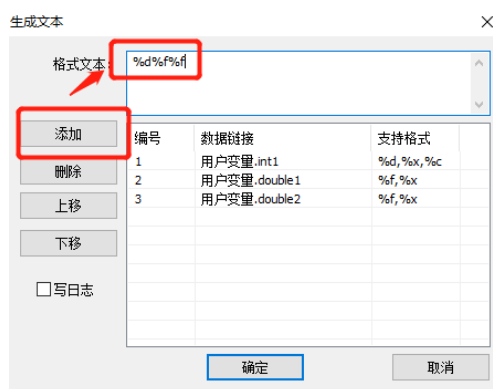 生成文本
格式文本: %d%f%f
添加
删除
上移
下移
写日志
编号 数据链接 支持格式
1 用户变量.int1 %d,%x,%c
2 用户变量.double1 %f,%x
3 用户变量.double2 %f,%x
确定 取消